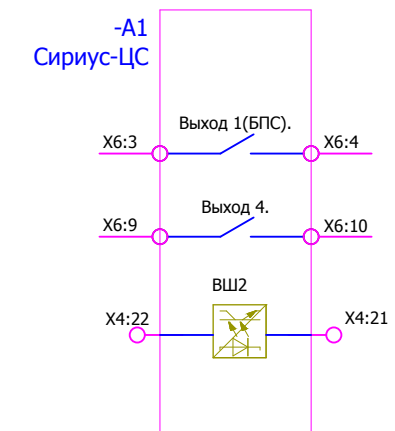 -A1
Сириус-ЦС
Выход 1(БПС).
X6:3
X6:4
Выход 4.
X6:9
X6:10
ВШ2
X4:22
X4:21